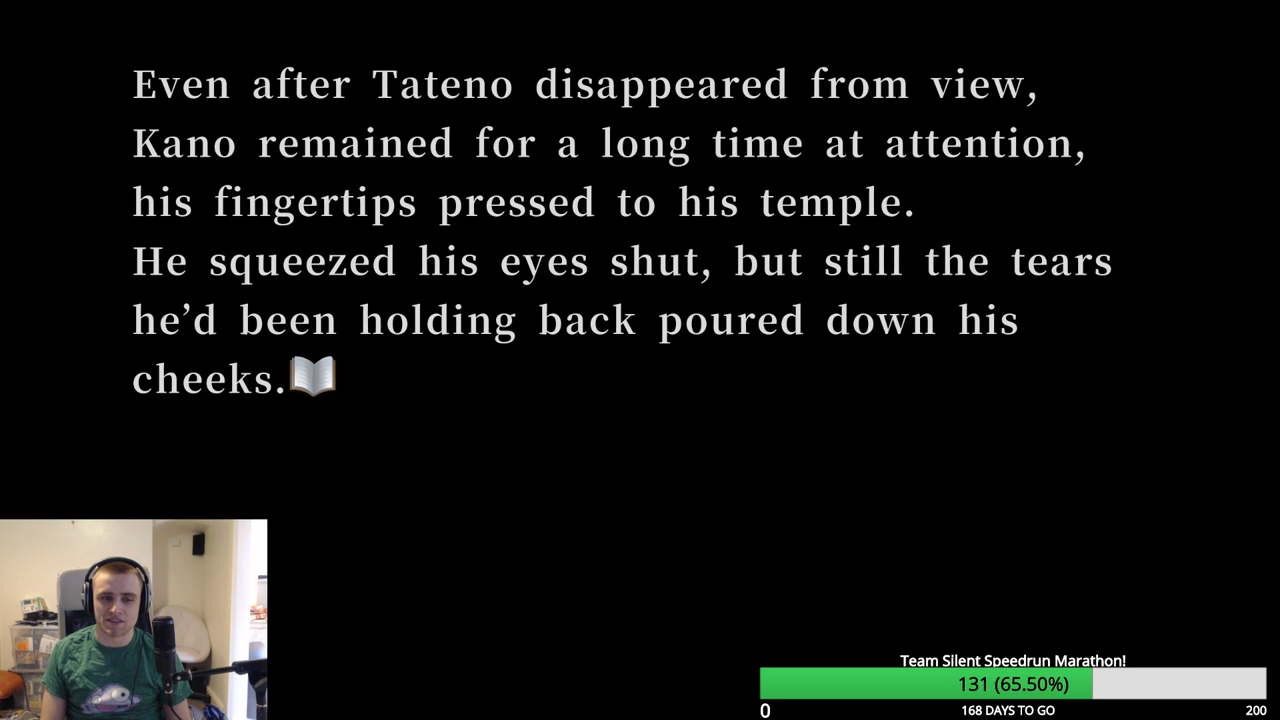 Even after Tateno disappeared from view,
Kano remained for a long time at attention,
his fingertips pressed to his temple.
He squeezed his eyes shut, but still the tears
he’d been holding back poured down his
cheeks.
Team Silent Speedrun Marathon!
131 (65.50%)
0 168 DAYS TO GO 200